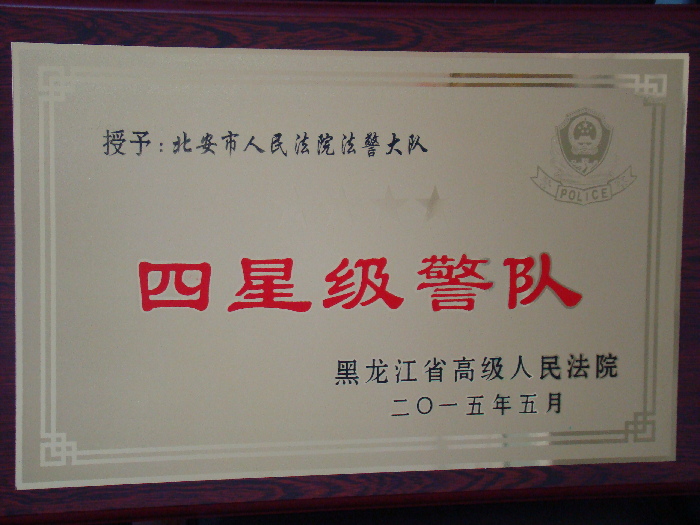 授予：北安市人民法院法警大队
POLICE
四星级警队
黑龙江省高级人民法院
二〇一五年五月